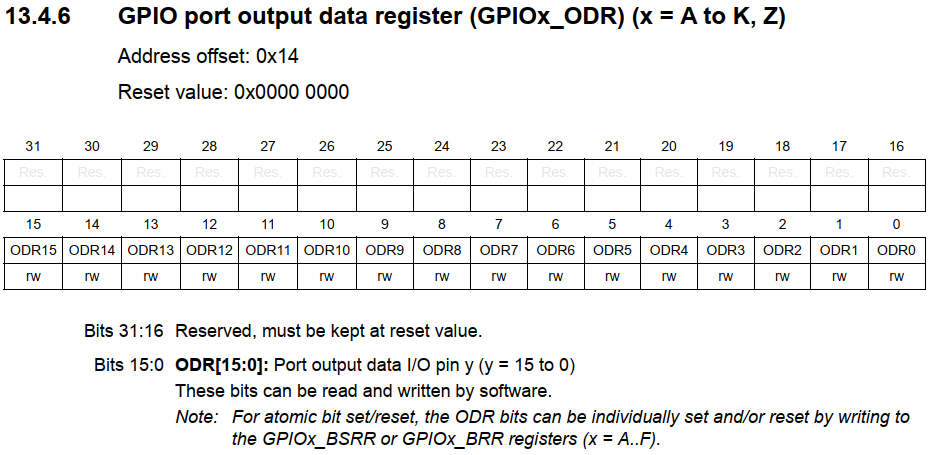 13.4.6 GPIO port output data register (GPIOx_ODR) (x = A to K, Z)
Address offset: 0x14
Reset value: 0x0000 0000
31 30 29 28 27 26 25 24 23 22 21 20 19 18 17 16
Res. Res. Res. Res. Res. Res. Res. Res. Res. Res. Res. Res. Res. Res. Res. Res.
15 14 13 12 11 10 9 8 7 6 5 4 3 2 1 0
ODR15 ODR14 ODR13 ODR12 ODR11 ODR10 ODR9 ODR8 ODR7 ODR6 ODR5 ODR4 ODR3 ODR2 ODR1 ODR0
rw rw rw rw rw rw rw rw rw rw rw rw rw rw rw rw
Bits 31:16 Reserved, must be kept at reset value.
Bits 15:0 ODR[15:0]: Port output data I/O pin y (y = 15 to 0)
These bits can be read and written by software.
Note: For atomic bit set/reset, the ODR bits can be individually set and/or reset by writing to
the GPIOx_BSRR or GPIOx_BRR registers (x = A..F).